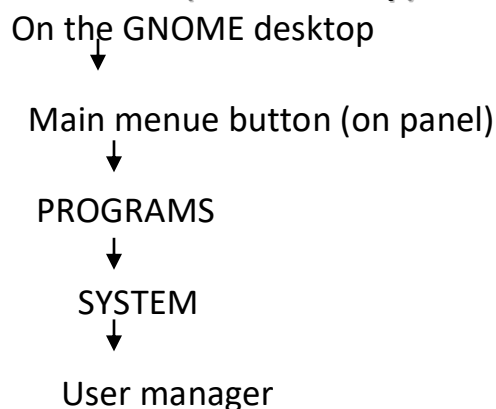 On the GNOME desktop
Main menue button (on panel)
PROGRAMS
SYSTEM
User manager